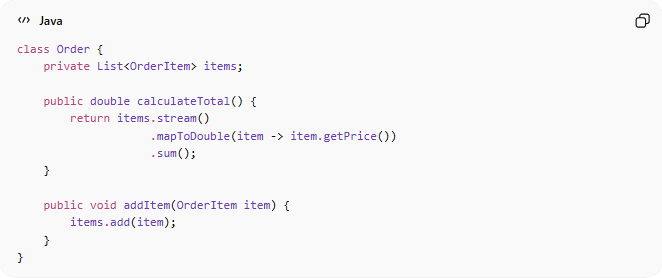 </> Java
class Order {
    private List<OrderItem> items;

    public double calculateTotal() {
        return items.stream()
                    .mapToDouble(item -> item.getPrice())
                    .sum();
    }

    public void addItem(OrderItem item) {
        items.add(item);
    }
}